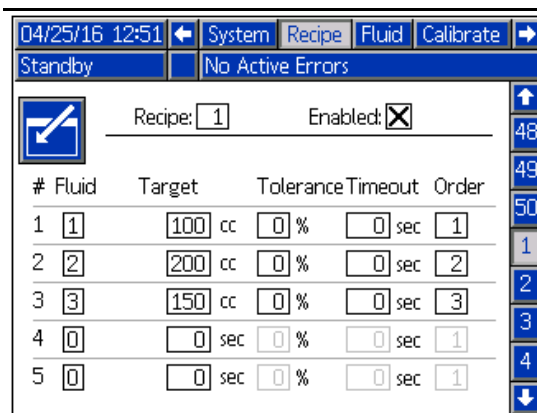 04/25/16 12:51 System Recipe Fluid Calibrate
Standby No Active Errors
Recipe: 1 Enabled:
# Fluid Target Tolerance Timeout Order
1 1 100 cc 0 % 0 sec 1
2 2 200 cc 0 % 0 sec 2
3 3 150 cc 0 % 0 sec 3
4 0 0 sec 0 % 0 sec 1
5 0 0 sec 0 % 0 sec 1
48
49
50
1
2
3
4